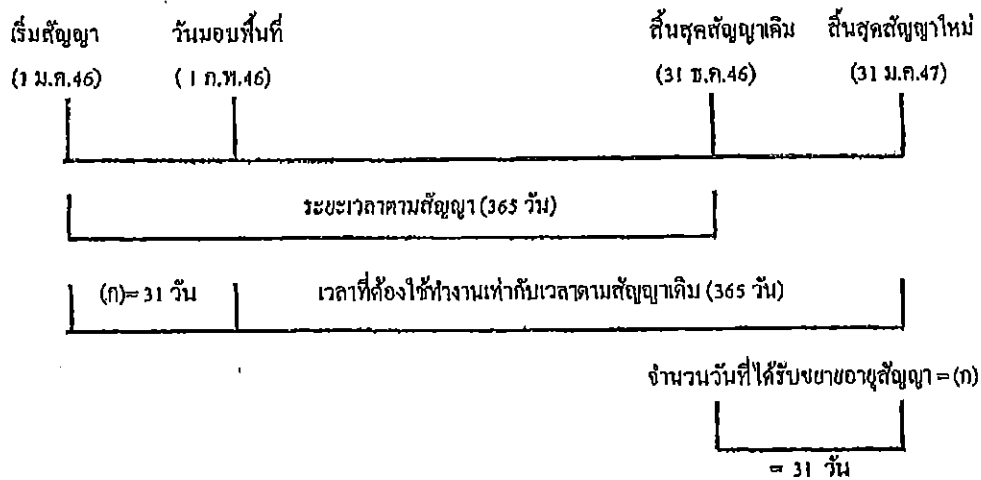 เริ่มสัญญา วันมอบพื้นที่ สิ้นสุดสัญญาเดิม สิ้นสุดสัญญาใหม่
(1 ม.ค.46) (1 ก.พ.46) (31 ธ.ค.46) (31 ม.ค.47)
ระยะเวลาตามสัญญา (365 วัน)
(ก)= 31 วัน เวลาที่ต้องใช้ทำงานเท่ากับเวลาตามสัญญาเดิม (365 วัน)
จำนวนวันที่ได้รับขยายอายุสัญญา = (ก)
= 31 วัน